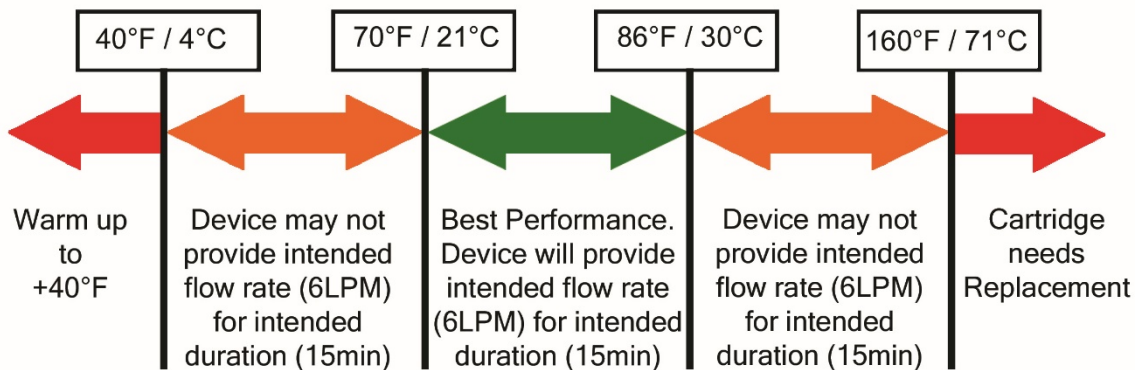 40°F / 4°C
70°F / 21°C
86°F / 30°C
160°F / 71°C
Warm up
to
+40°F
Device may not
provide intended
flow rate (6LPM)
for intended
duration (15min)
Best Performance.
Device will provide
intended flow rate
(6LPM) for intended
duration (15min)
Device may not
provide intended
flow rate (6LPM)
for intended
duration (15min)
Cartridge
needs
Replacement